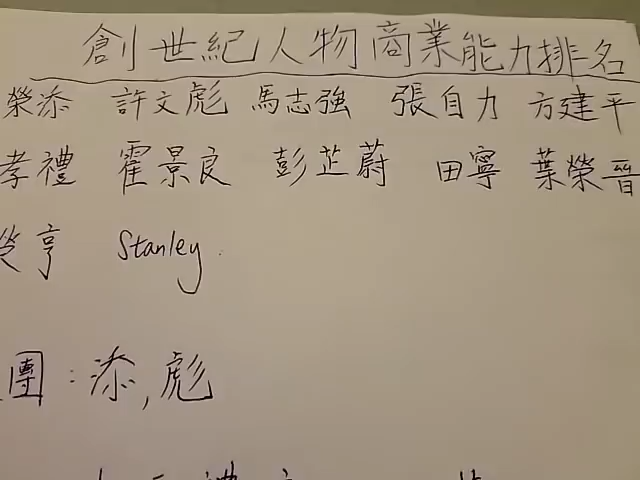 創世紀人物商業能力排名
榮添 許文彪 馬志強 張自力 方建平
孝禮 霍景良 彭芷蔚 田寧 葉榮晉
亨 Stanley
團:添,彪